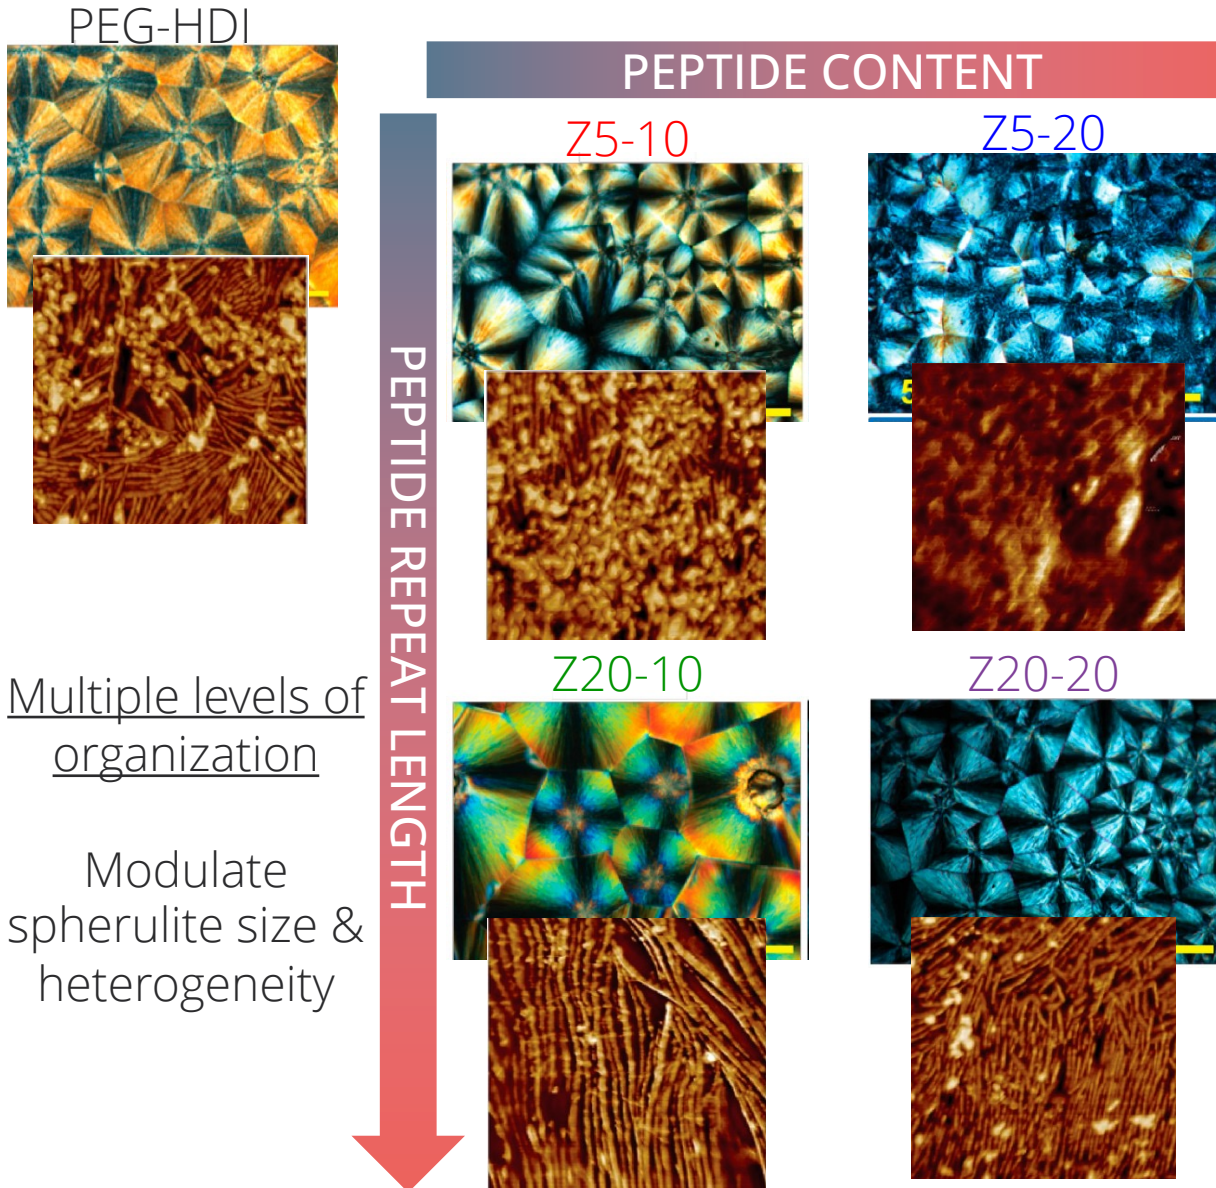 PEG-HDI
PEPTIDE CONTENT
Z5-10
Z5-20
PEPTIDE REPEAT LENGTH
5
Z20-10
Z20-20
Multiple levels of
organization
Modulate
spherulite size &
heterogeneity